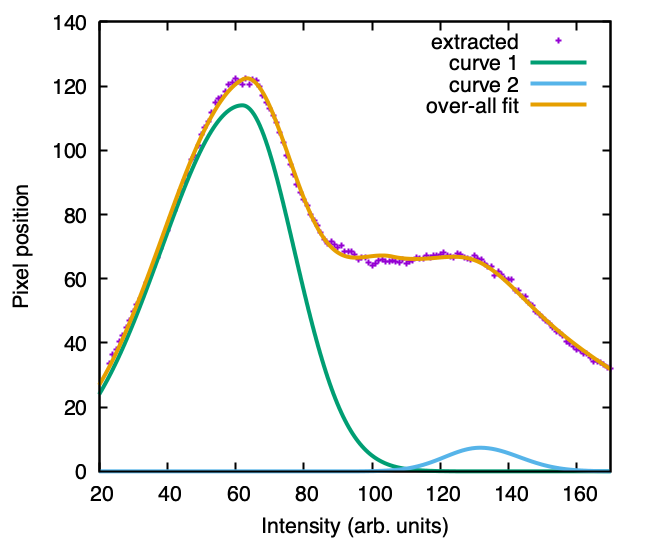 140
120
100
80
60
40
20
0
20 40 60 80 100 120 140 160
Pixel position
Intensity (arb. units)
extracted
curve 1
curve 2
over-all fit